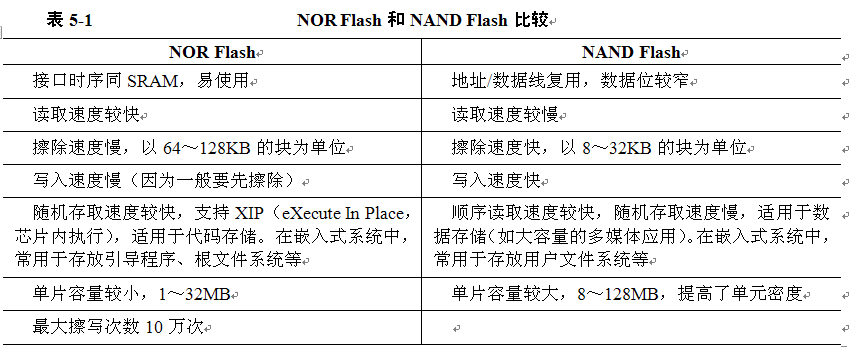 表 5-1 NOR Flash 和 NAND Flash 比较
NOR Flash NAND Flash
接口时序同 SRAM，易使用 地址/数据线复用，数据位较窄
读取速度较快 读取速度较慢
擦除速度慢，以 64～128KB 的块为单位 擦除速度快，以 8～32KB 的块为单位
写入速度慢（因为一般要先擦除） 写入速度快
随机存取速度较快，支持 XIP（eXecute In Place， 顺序读取速度较快，随机存取速度慢，适用于数
芯片内执行），适用于代码存储。在嵌入式系统中， 据存储（如大容量的多媒体应用）。在嵌入式系统中，
常用于存放引导程序、根文件系统等 常用于存放用户文件系统等
单片容量较小，1～32MB 单片容量较大，8～128MB，提高了单元密度
最大擦写次数 10 万次